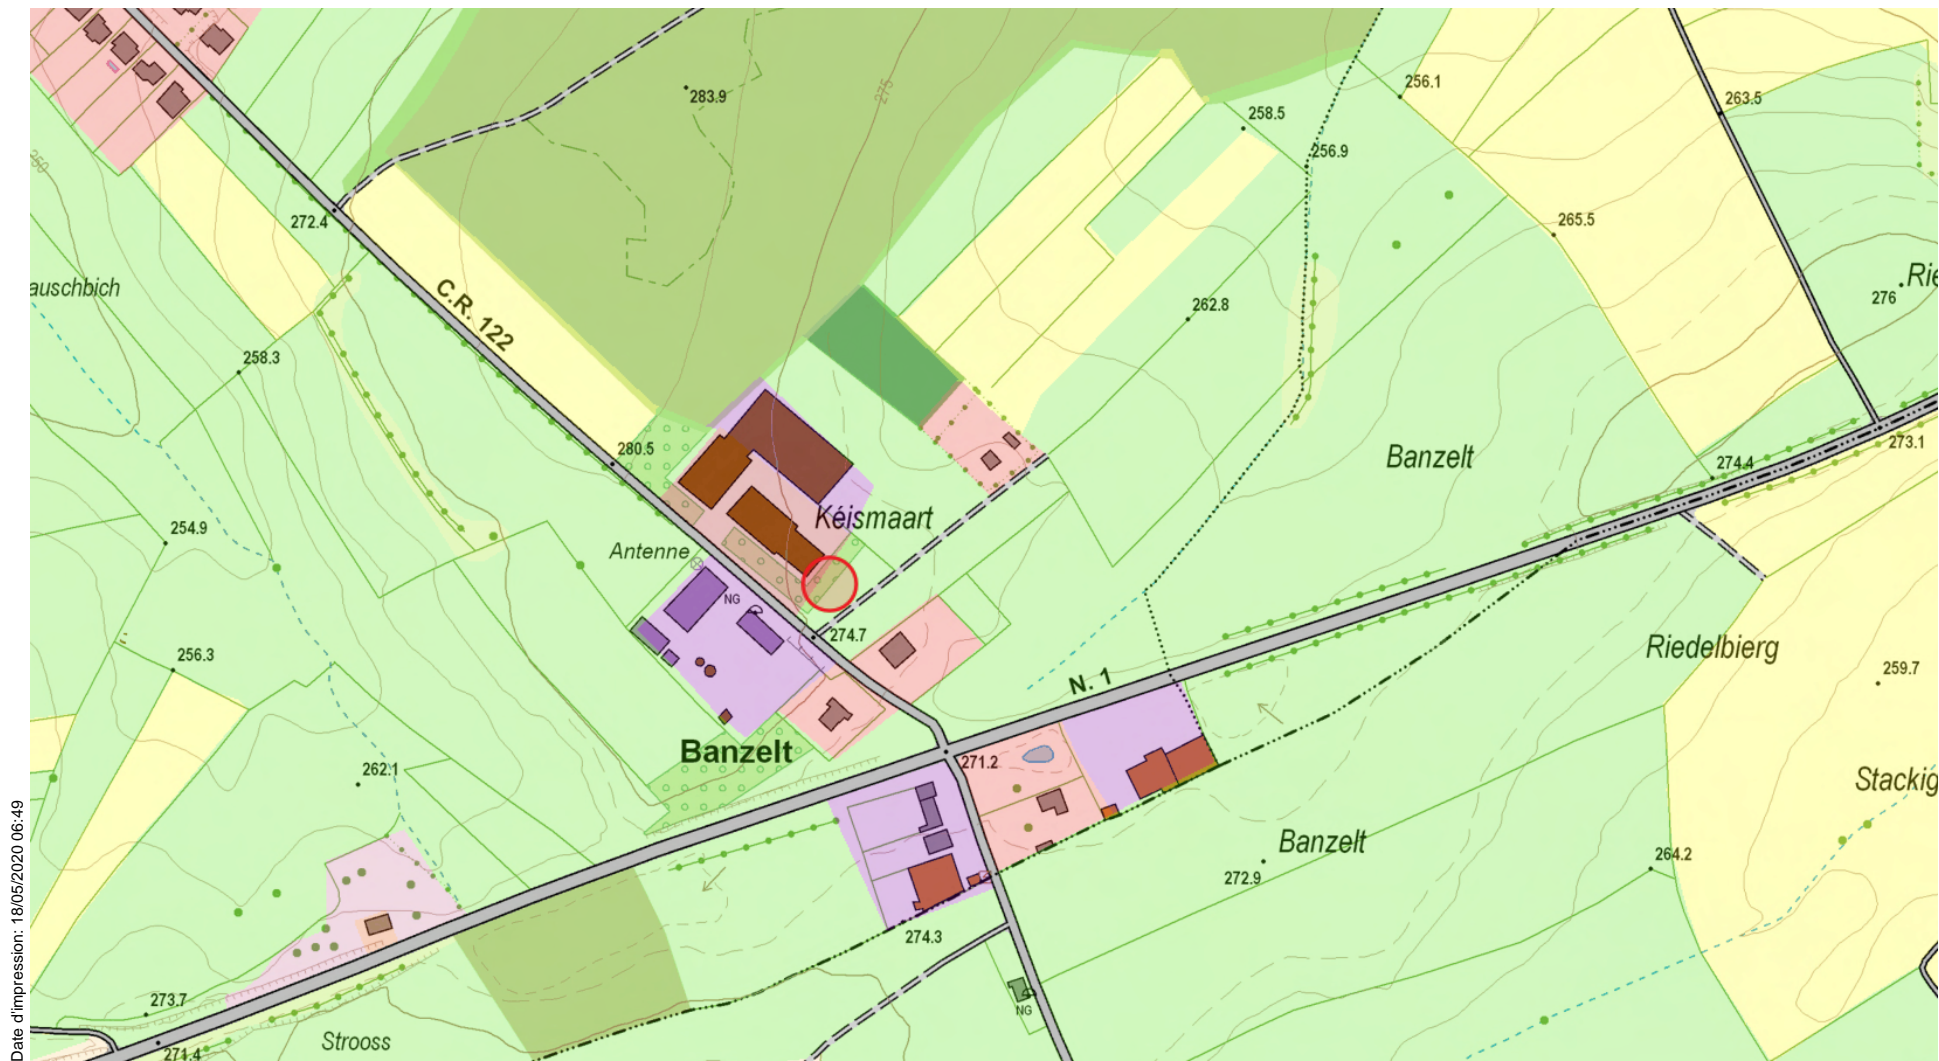 283.9
275
256.1
263.5
258.5
256.9
250
272.4
265.5
auschbich
Rie
276
C.R. 122
262.8
258.3
280.5
273.1
Banzelt
274.4
Kéismaart
254.9
Antenne
NG
274.7
256.3
Riedelbierg
259.7
N. 1
Banzelt
271.2
262.1
Stackig
Banzelt
264.2
272.9
274.3
273.7
NG
Strooss
271.4
Date d'impression: 18/05/2020 06:49